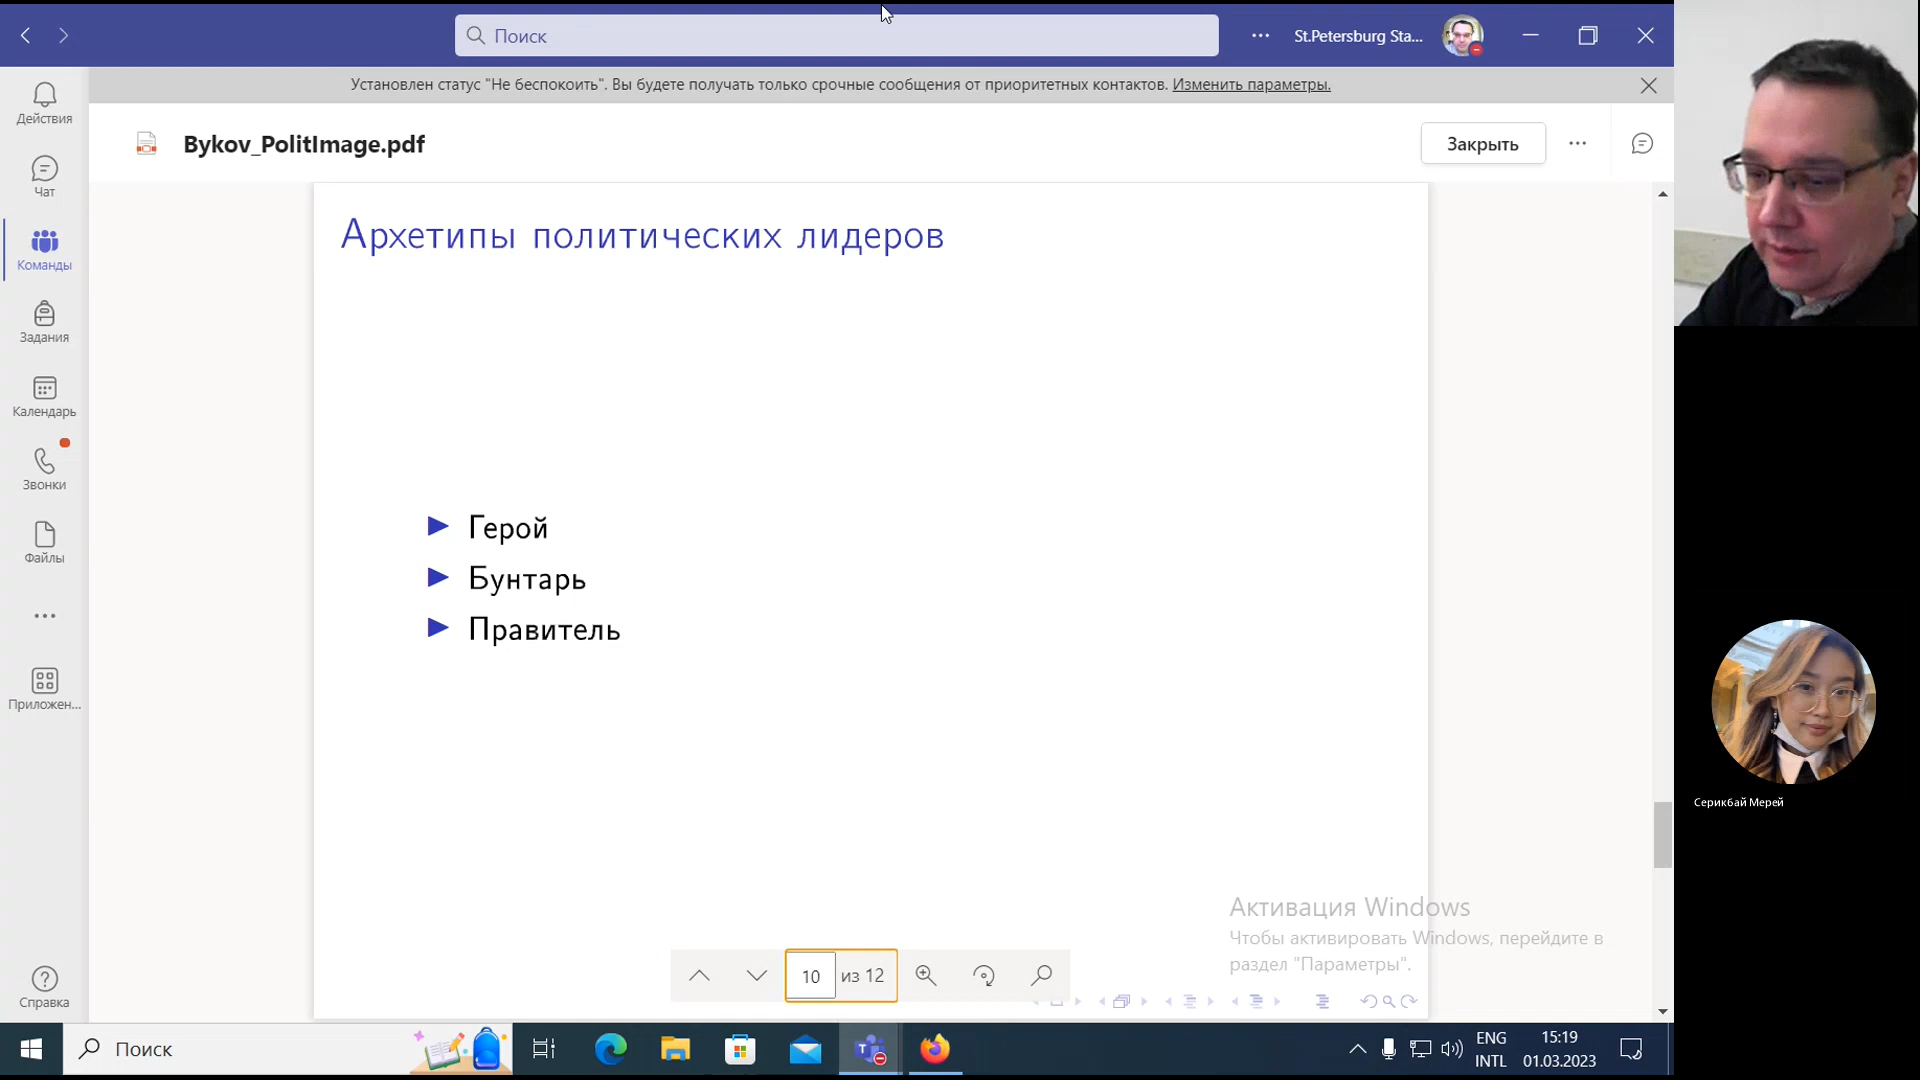 Поиск
St.Petersburg Sta...
Установлен статус "Не беспокоить". Вы будете получать только срочные сообщения от приоритетных контактов. Изменить параметры.
Действия
Чат
Команды
Задания
Календарь
Звонки
Файлы
Приложен...
Справка
Bykov_PolitImage.pdf
Закрыть
Архетипы политических лидеров
Герой
Бунтарь
Правитель
Серикбай Мерей
Активация Windows
Чтобы активировать Windows, перейдите в
раздел "Параметры".
10 из 12
Поиск
ENG
INTL
15:19
01.03.2023